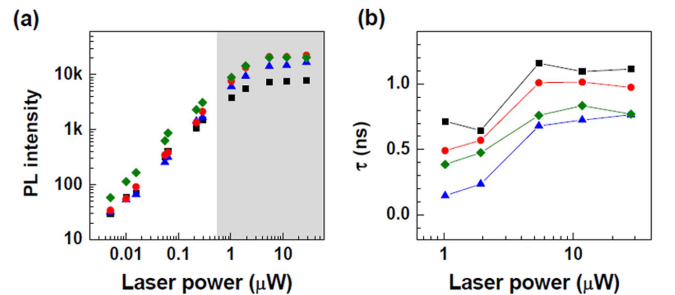 (a)
10k
1k
100
10
PL intensity
0.01 0.1 1 10
Laser power (μW)
(b)
1.0
0.5
0.0
τ (ns)
1 10
Laser power (μW)